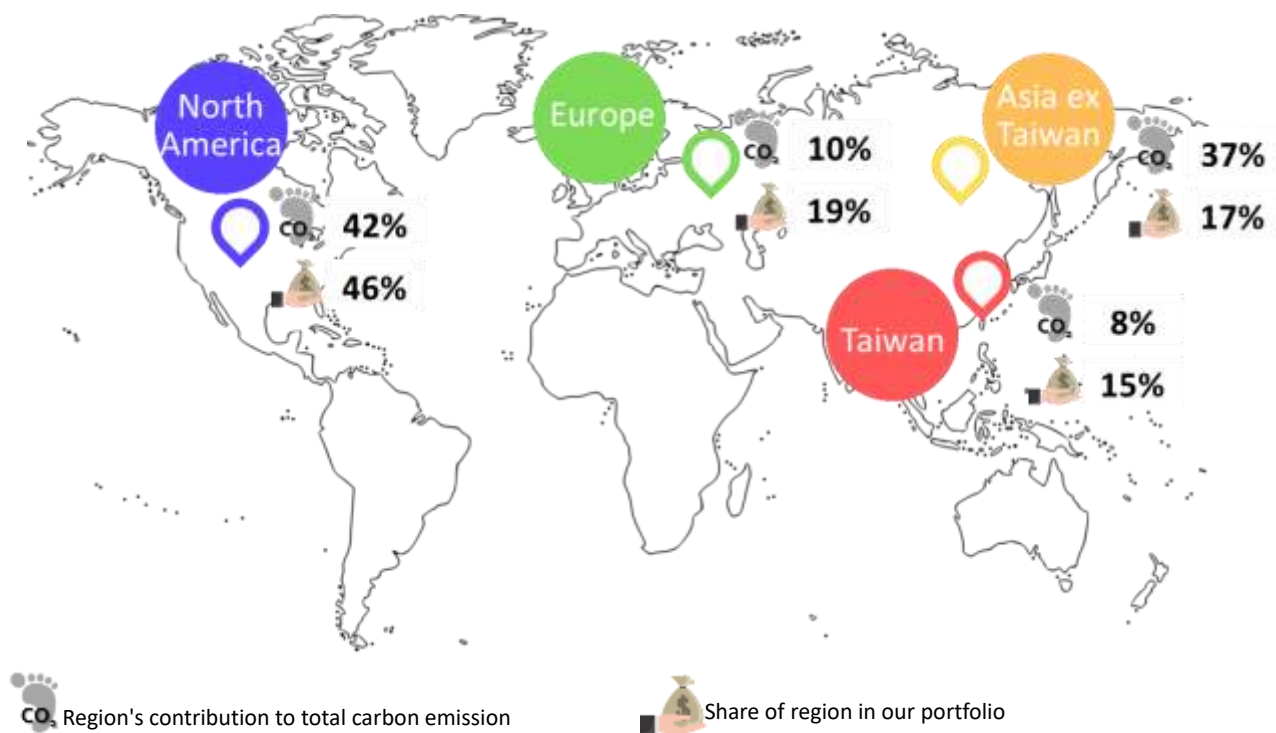 North
America
CO₂
42%
46%
Europe
CO₂
10%
19%
Asia ex
Taiwan
CO₂
37%
17%
Taiwan
CO₂
8%
15%
CO₂ Region's contribution to total carbon emission
Share of region in our portfolio